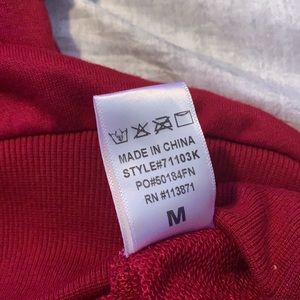 MADE IN CHINA
STYLE#71103K
PO#50184FN
RN #113871
M